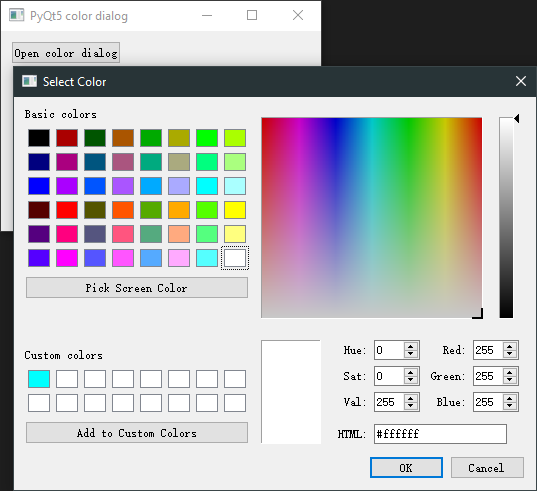 PyQt5 color dialog
Open color dialog
Select Color
Basic colors
Pick Screen Color
Custom colors
Add to Custom Colors
Hue: 0 Red: 255
Sat: 0 Green: 255
Val: 255 Blue: 255
HTML: #ffffff
OK Cancel